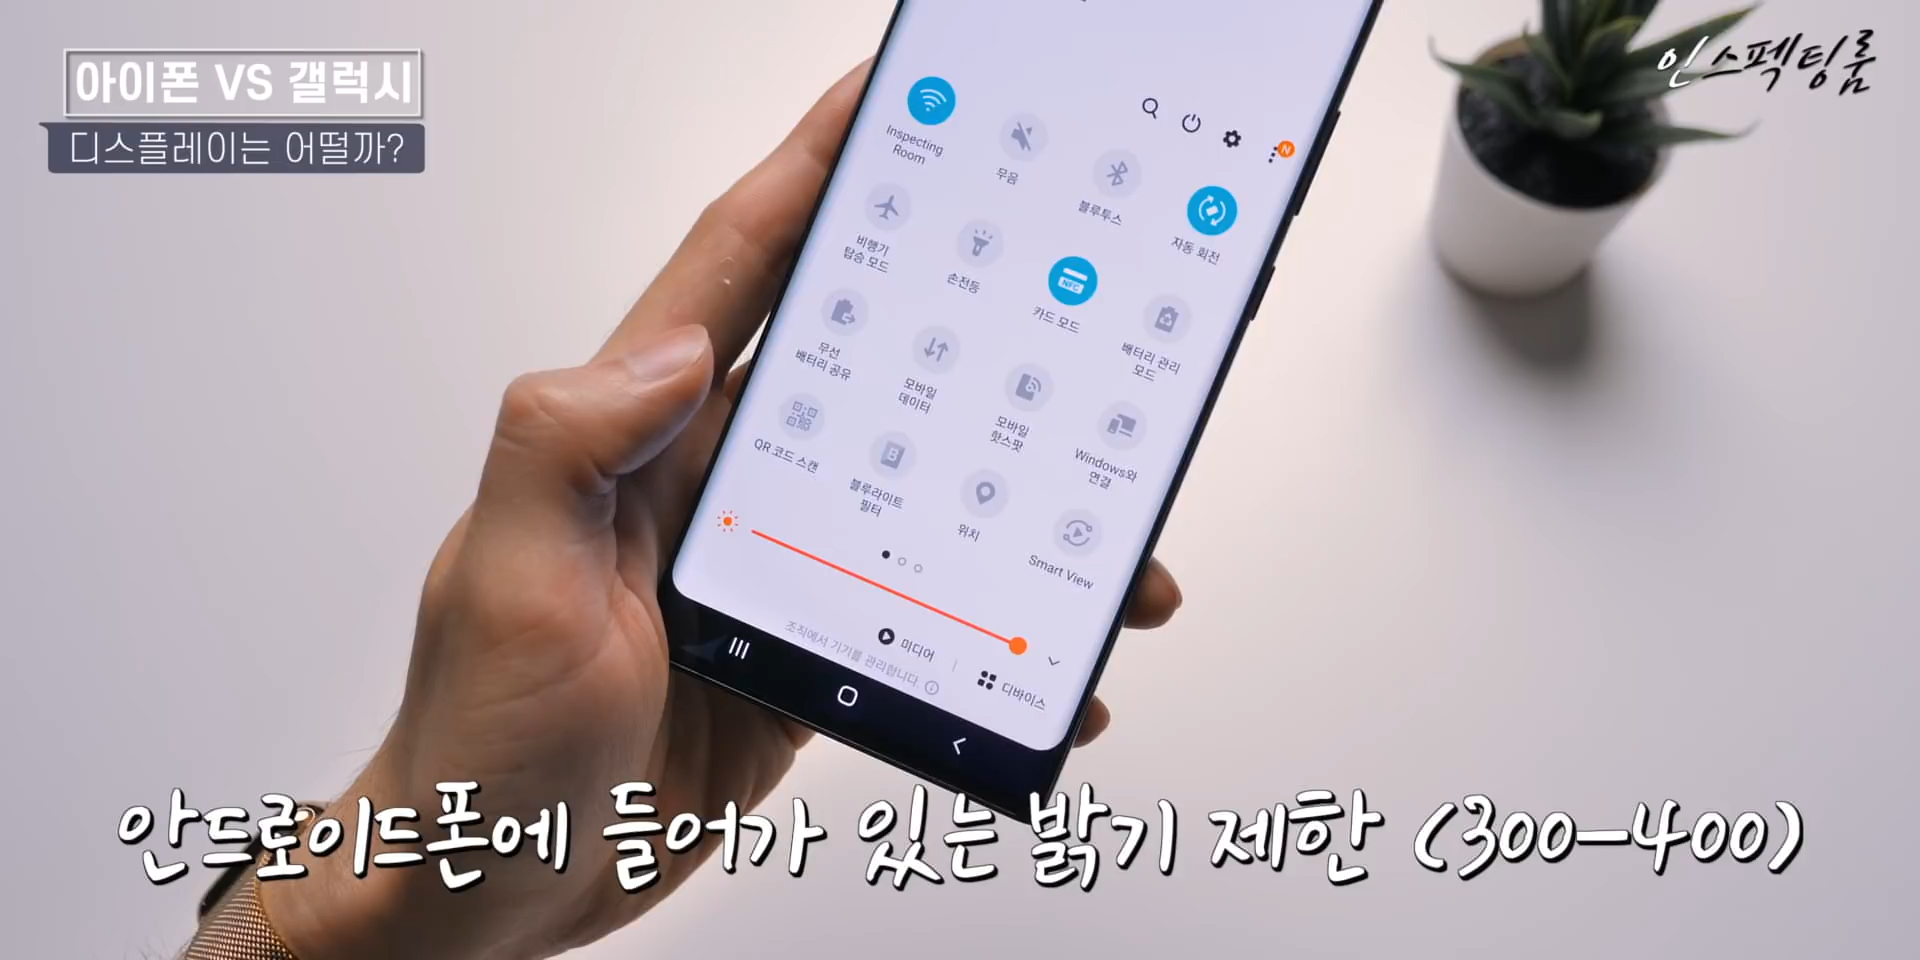 아이폰 VS 갤럭시
디스플레이는 어떨까?
인스펙팅룸
N
Inspecting
Room
무음
블루투스
자동 회전
비행기
탑승 모드
손전등
NFC
카드 모드
배터리 관리
모드
무선
배터리 공유
모바일
데이터
모바일
핫스팟
Windows와
연결
QR 코드 스캔
B
블루라이트
필터
위치
Smart View
미디어
디바이스
조직에서 기기를 관리합니다.
안드로이드폰에 들어가 있는 밝기 제한 (300-400)